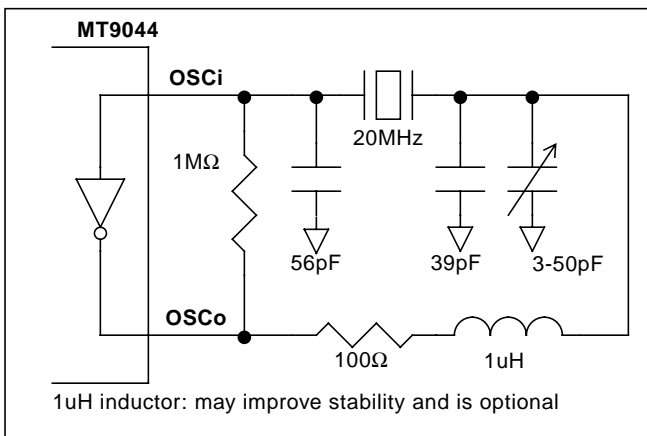 MT9044
OSCi
20MHz
1MΩ
56pF
39pF
3-50pF
OSCo
100Ω
1uH
1uH inductor: may improve stability and is optional